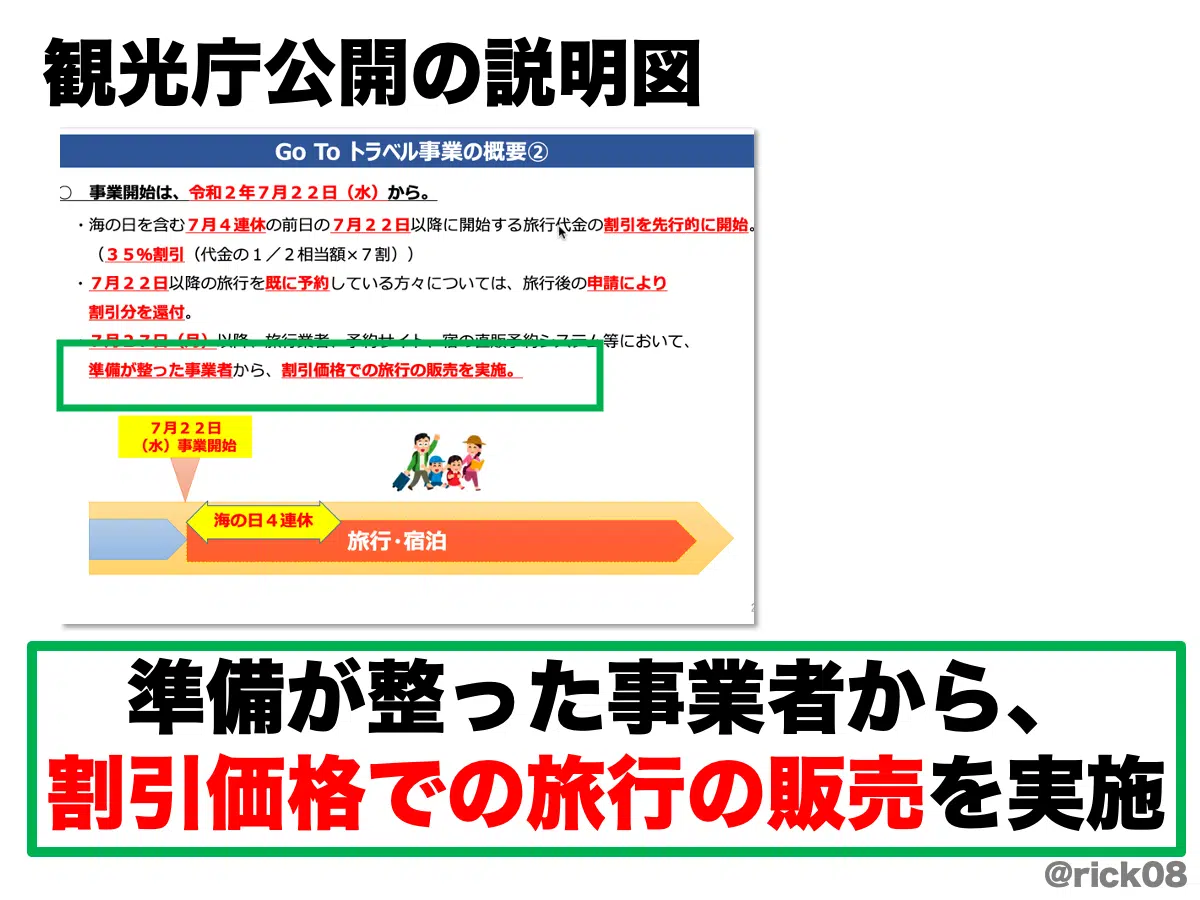 観光庁公開の説明図
Go To トラベル事業の概要②
○ 事業開始は、令和２年７月２２日（水）から。
・海の日を含む７月４連休の前日の７月２２日以降に開始する旅行代金の割引を先行的に開始。
（３５％割引（代金の１／２相当額×７割））
・７月２２日以降の旅行を既に予約している方々については、旅行後の申請により
割引分を還付。
・７月２７日（月）以降、旅行業者、予約サイト、宿の直販予約システム等において、
準備が整った事業者から、割引価格での旅行の販売を実施。
７月２２日
（水）事業開始
海の日４連休
旅行・宿泊
2
準備が整った事業者から、
割引価格での旅行の販売を実施
@rick08